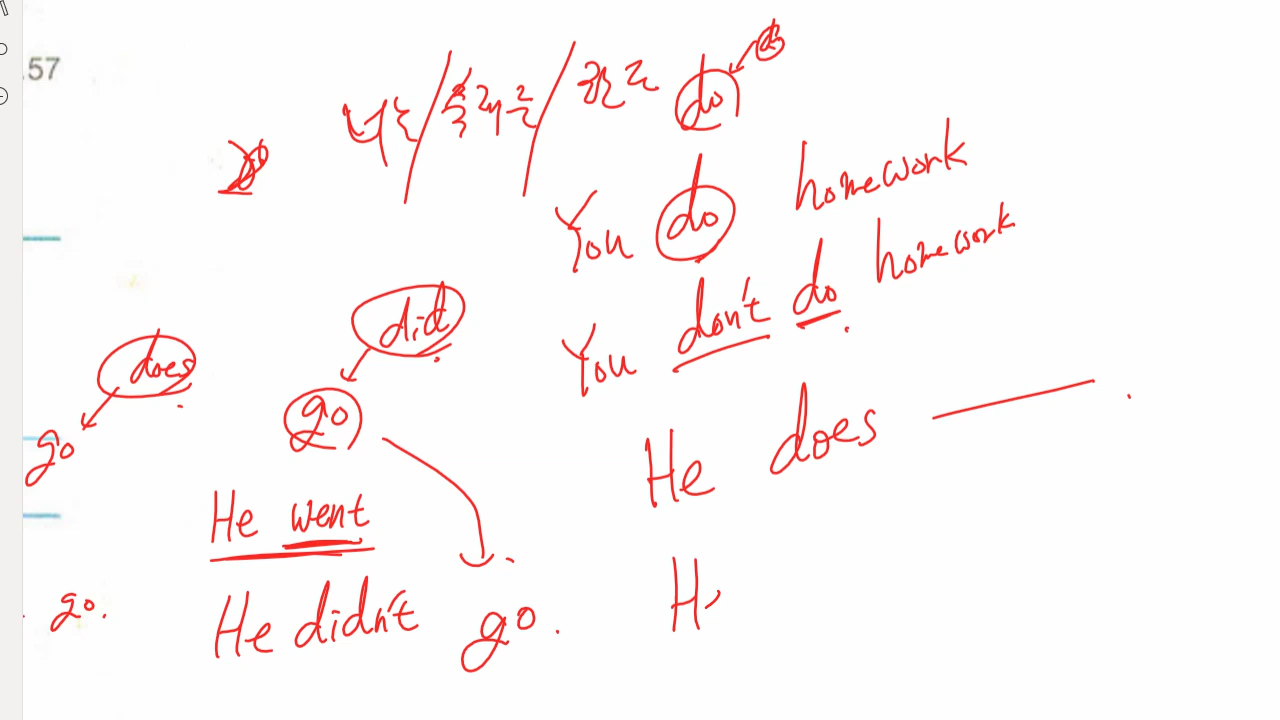 .57
do
do
You do homework
You don't do homework
did
does
go
go
He does .
He went
go.
He didn't go.
H